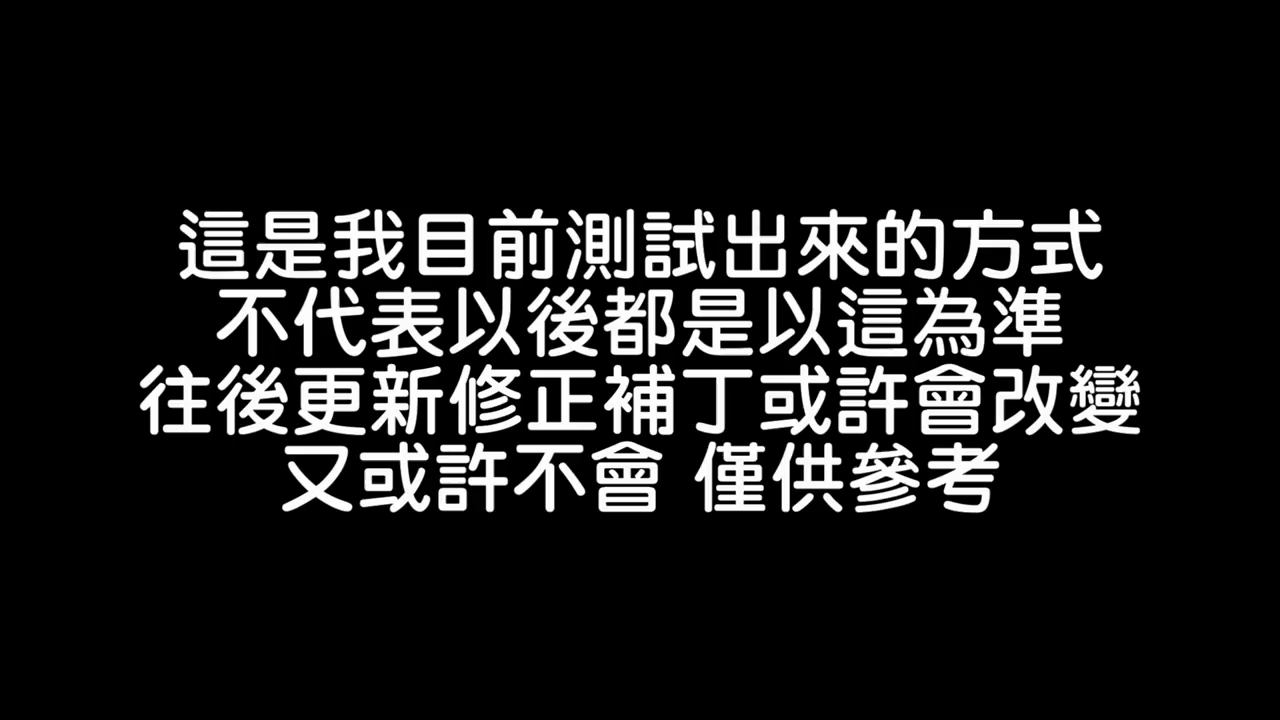 這是我目前測試出來的方式
不代表以後都是以這為準
往後更新修正補丁或許會改變
又或許不會 僅供參考